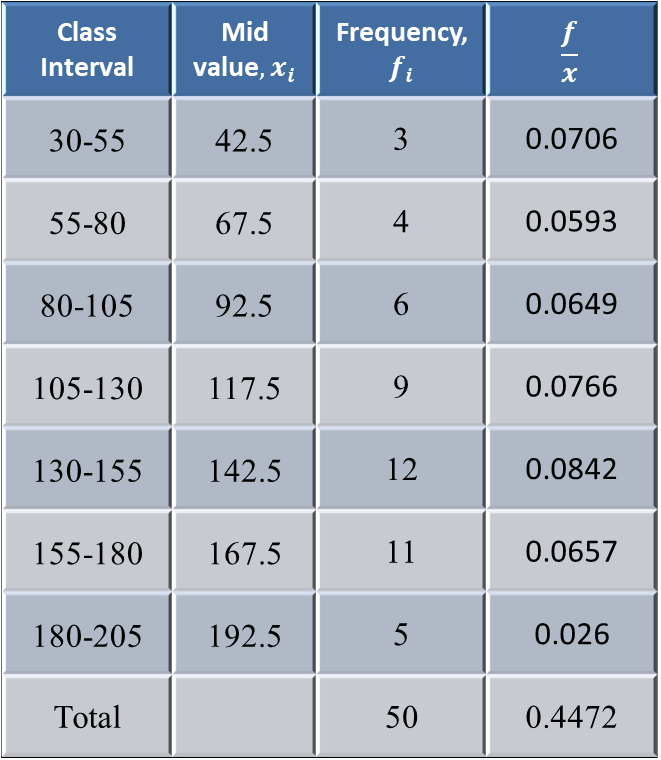 Class Interval | Mid value, xᵢ | Frequency, fᵢ | f/x
30-55 | 42.5 | 3 | 0.0706
55-80 | 67.5 | 4 | 0.0593
80-105 | 92.5 | 6 | 0.0649
105-130 | 117.5 | 9 | 0.0766
130-155 | 142.5 | 12 | 0.0842
155-180 | 167.5 | 11 | 0.0657
180-205 | 192.5 | 5 | 0.026
Total | | 50 | 0.4472